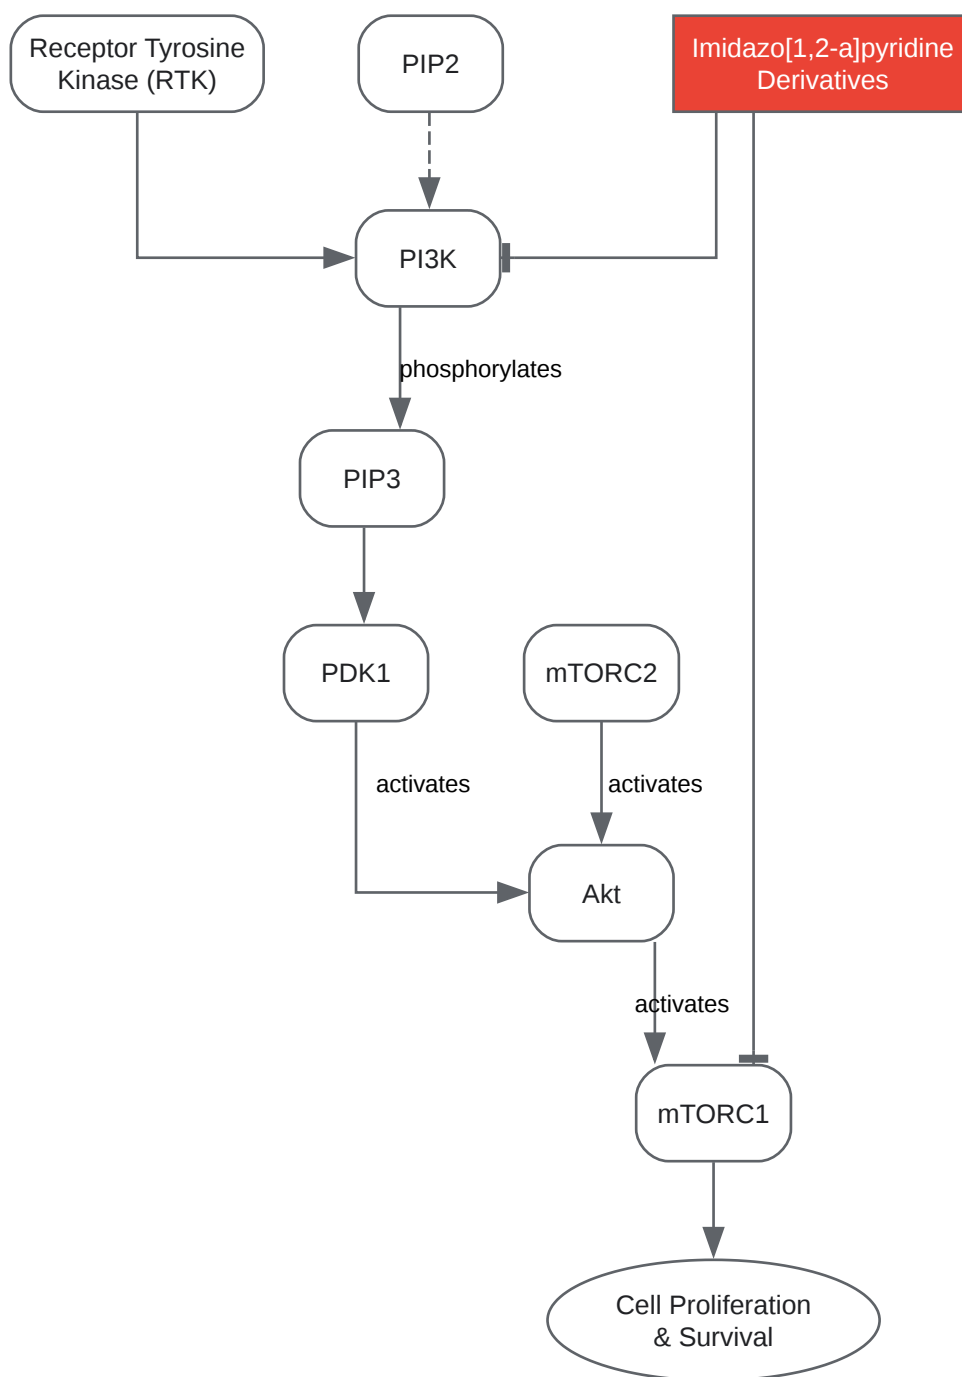 Receptor Tyrosine
Kinase (RTK)
PIP2
Imidazo[1,2-a]pyridine
Derivatives
PI3K
phosphorylates
PIP3
PDK1
mTORC2
activates
activates
Akt
activates
mTORC1
Cell Proliferation
& Survival